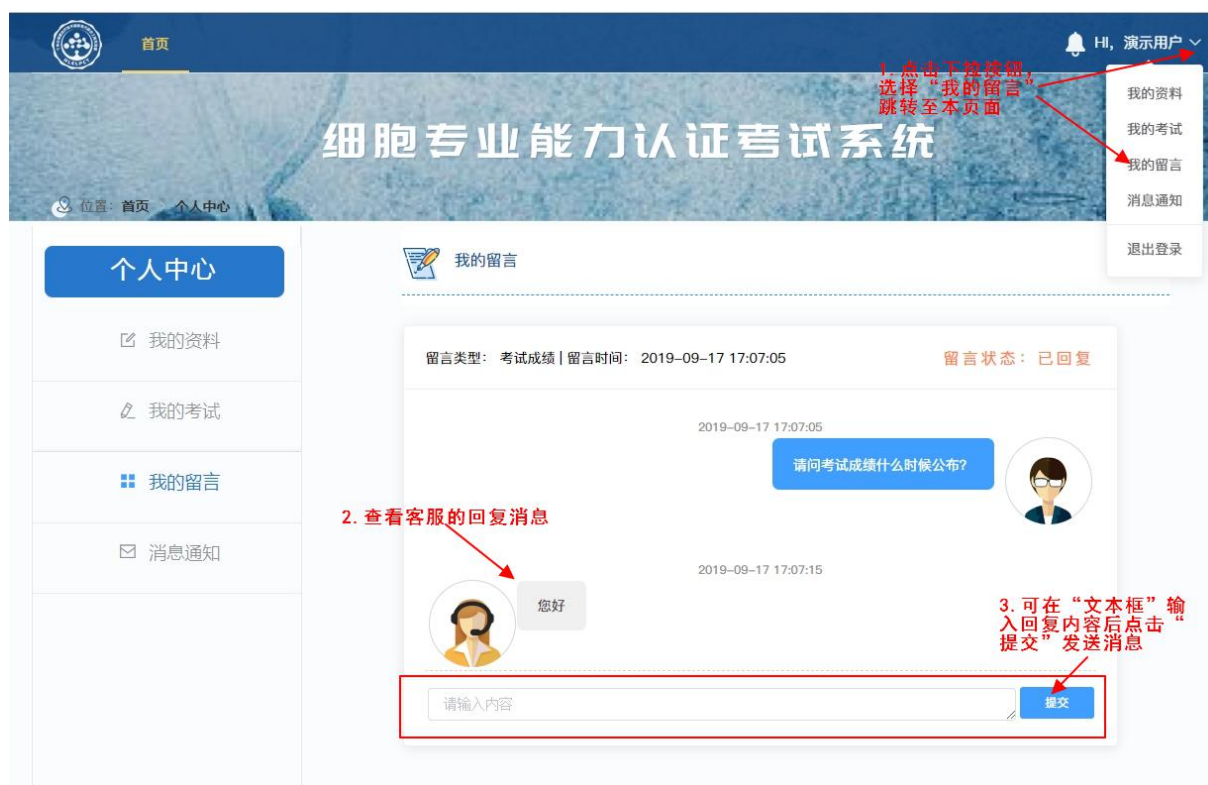 首页
HI，演示用户
1. 点击下拉按钮，
选择“我的留言”
跳转至本页面
我的资料
我的考试
我的留言
消息通知
退出登录
细胞专业能力认证考试系统
位置: 首页 个人中心
个人中心
我的资料
我的考试
我的留言
消息通知
我的留言
留言类型: 考试成绩 | 留言时间: 2019-09-17 17:07:05
留言状态: 已回复
2019-09-17 17:07:05
请问考试成绩什么时候公布?
2. 查看客服的回复消息
2019-09-17 17:07:15
您好
3. 可在“文本框”输
入回复内容后点击“
提交”发送消息
请输入内容
提交